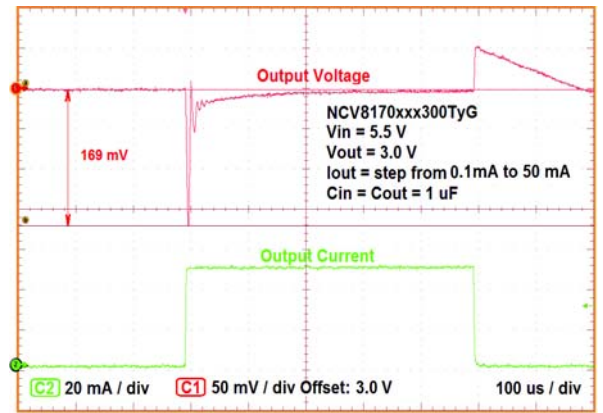 Output Voltage
NCV8170xxx300TyG
Vin = 5.5 V
Vout = 3.0 V
Iout = step from 0.1mA to 50 mA
Cin = Cout = 1 uF
169 mV
Output Current
C2 20 mA / div C1 50 mV / div Offset: 3.0 V 100 us / div